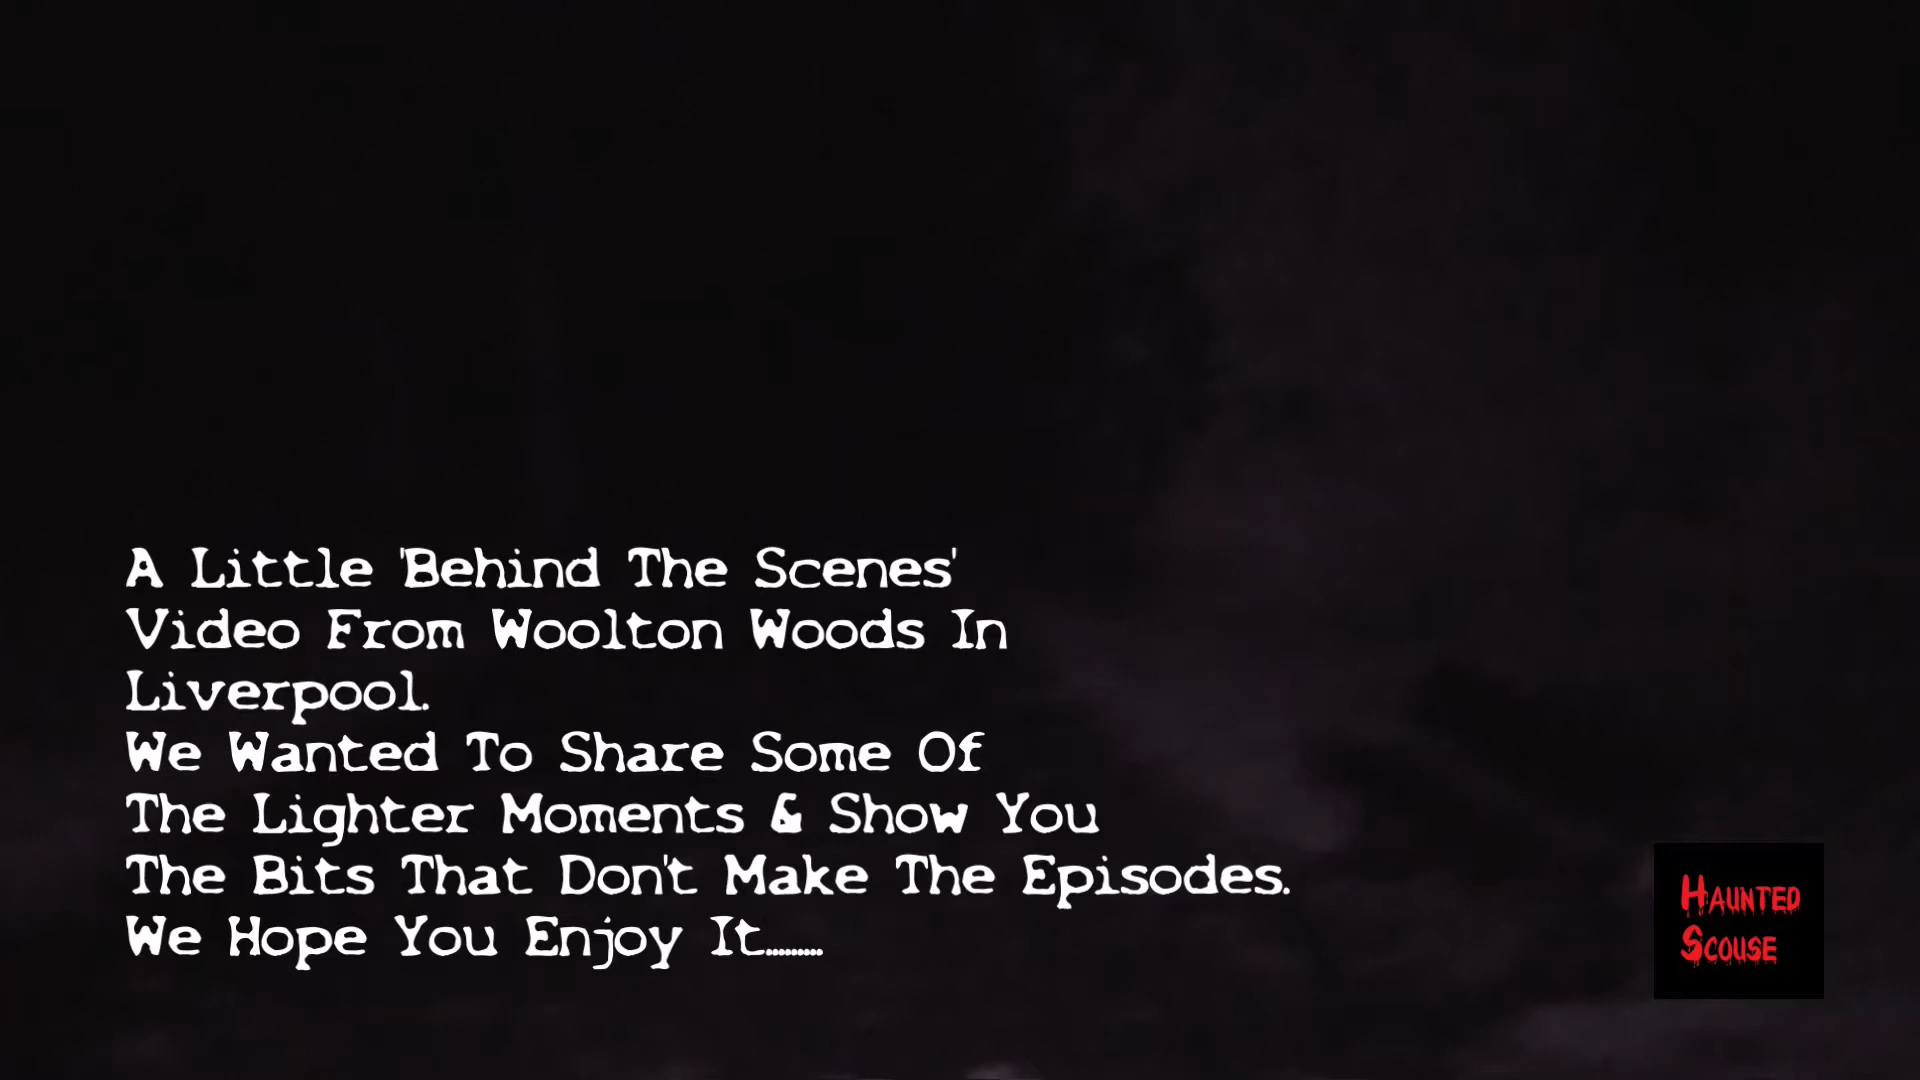 A Little 'Behind The Scenes'
Video From Woolton Woods In
Liverpool.
We Wanted To Share Some Of
The Lighter Moments & Show You
The Bits That Don't Make The Episodes.
We Hope You Enjoy It.........
Haunted
Scouse